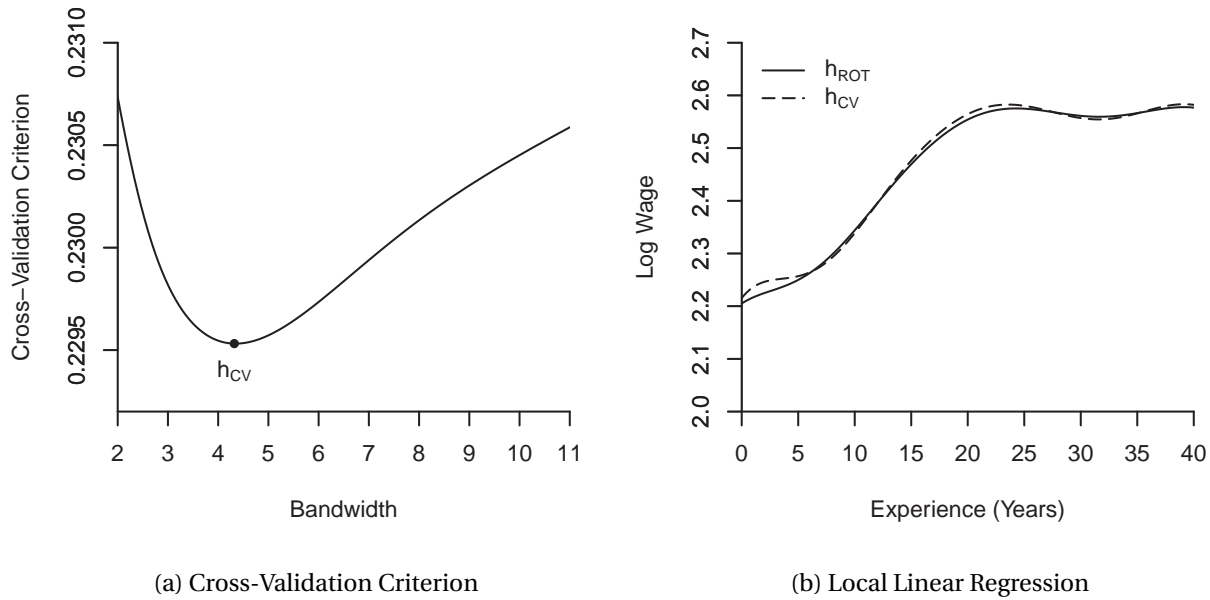 Cross−Validation Criterion
0.2310
0.2305
0.2300
0.2295
h_CV
2 3 4 5 6 7 8 9 10 11
Bandwidth
(a) Cross-Validation Criterion
Log Wage
2.7
2.6
2.5
2.4
2.3
2.2
2.1
2.0
h_ROT
h_CV
0 5 10 15 20 25 30 35 40
Experience (Years)
(b) Local Linear Regression